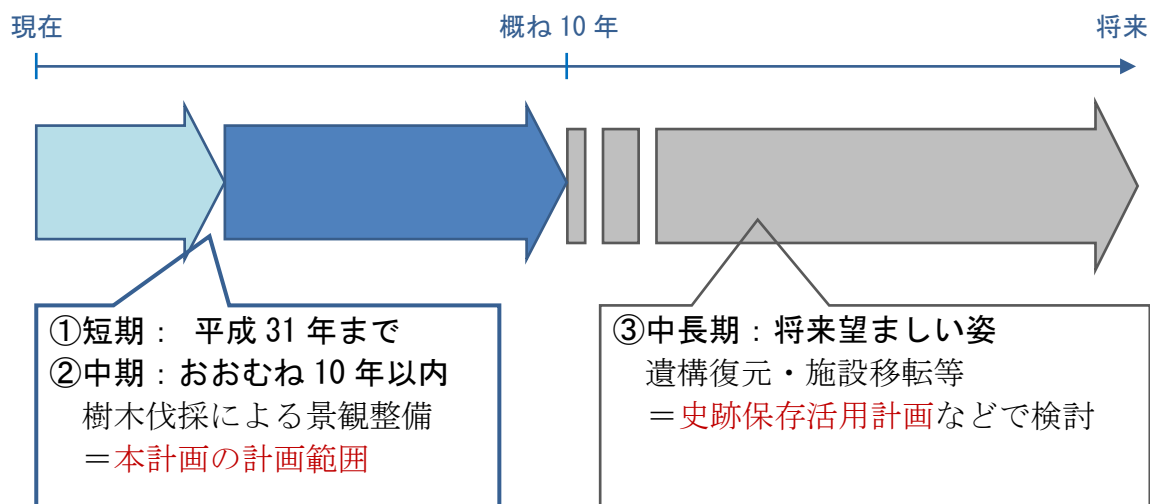 現在
概ね 10 年
将来
①短期： 平成 31 年まで
②中期：おおむね 10 年以内
樹木伐採による景観整備
＝本計画の計画範囲
③中長期：将来望ましい姿
遺構復元・施設移転等
＝史跡保存活用計画などで検討